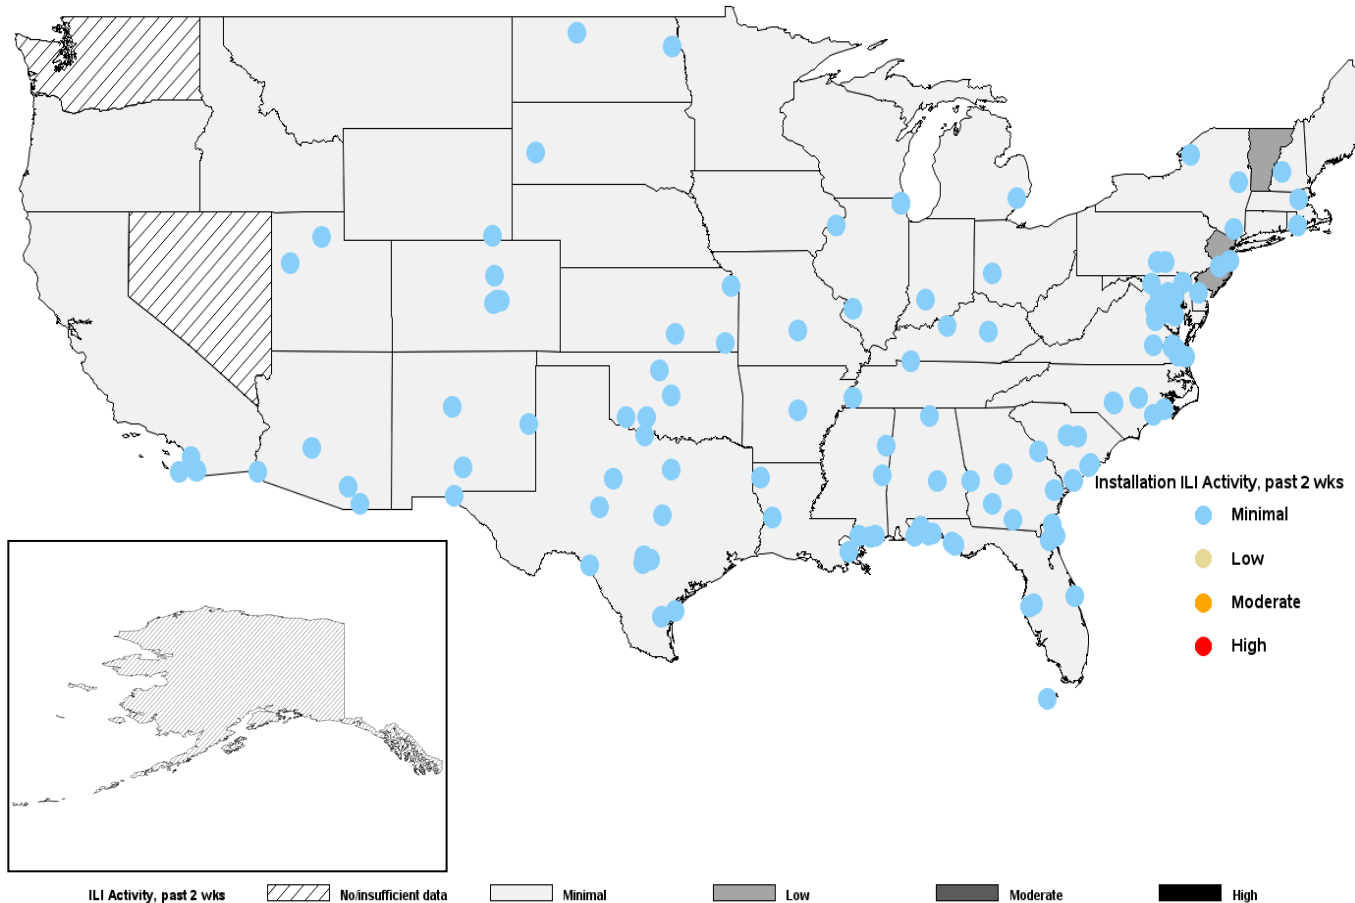 Installation ILI Activity, past 2 wks
Minimal
Low
Moderate
High
ILI Activity, past 2 wks No/insufficient data Minimal Low Moderate High